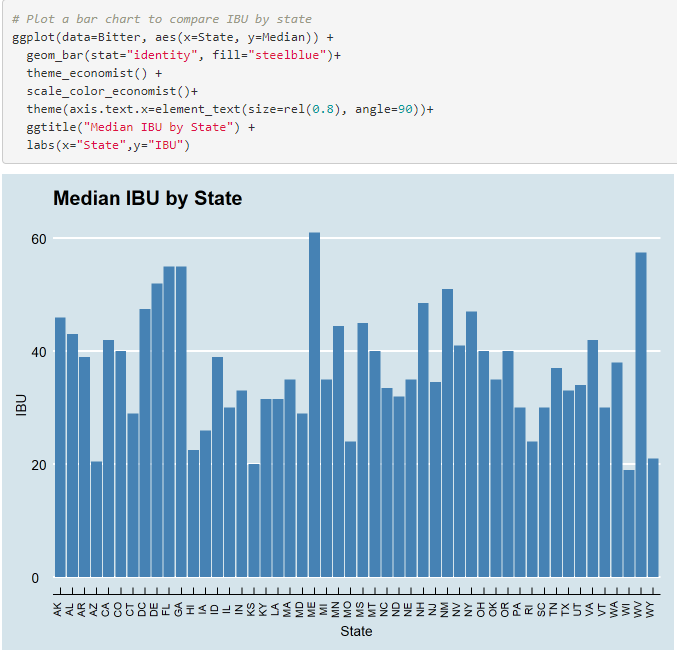 # Plot a bar chart to compare IBU by state
ggplot(data=Bitter, aes(x=State, y=Median)) +
geom_bar(stat="identity", fill="steelblue")+
theme_economist() +
scale_color_economist()+
theme(axis.text.x=element_text(size=rel(0.8), angle=90))+
ggtitle("Median IBU by State") +
labs(x="State",y="IBU")
Median IBU by State
60
40
20
0
IBU
AK AL AR AZ CA CO CT DC DE FL GA HI IA ID IL IN KS KY LA MA MD ME MI MN MO MS MT NC ND NE NH NJ NM NV NY OH OK OR PA RI SC TN TX UT VA VT WA WI WV WY
State